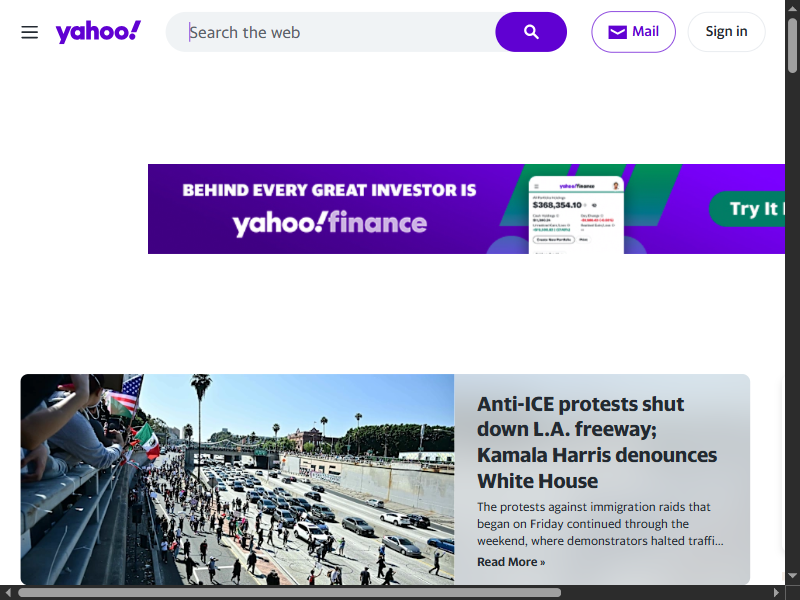 yahoo!
Search the web
Mail
Sign in
BEHIND EVERY GREAT INVESTOR IS
yahoo!finance
yahoo!finance
$368,354.10
Try It
Anti-ICE protests shut
down L.A. freeway;
Kamala Harris denounces
White House
The protests against immigration raids that
began on Friday continued through the
weekend, where demonstrators halted traffi...
Read More »